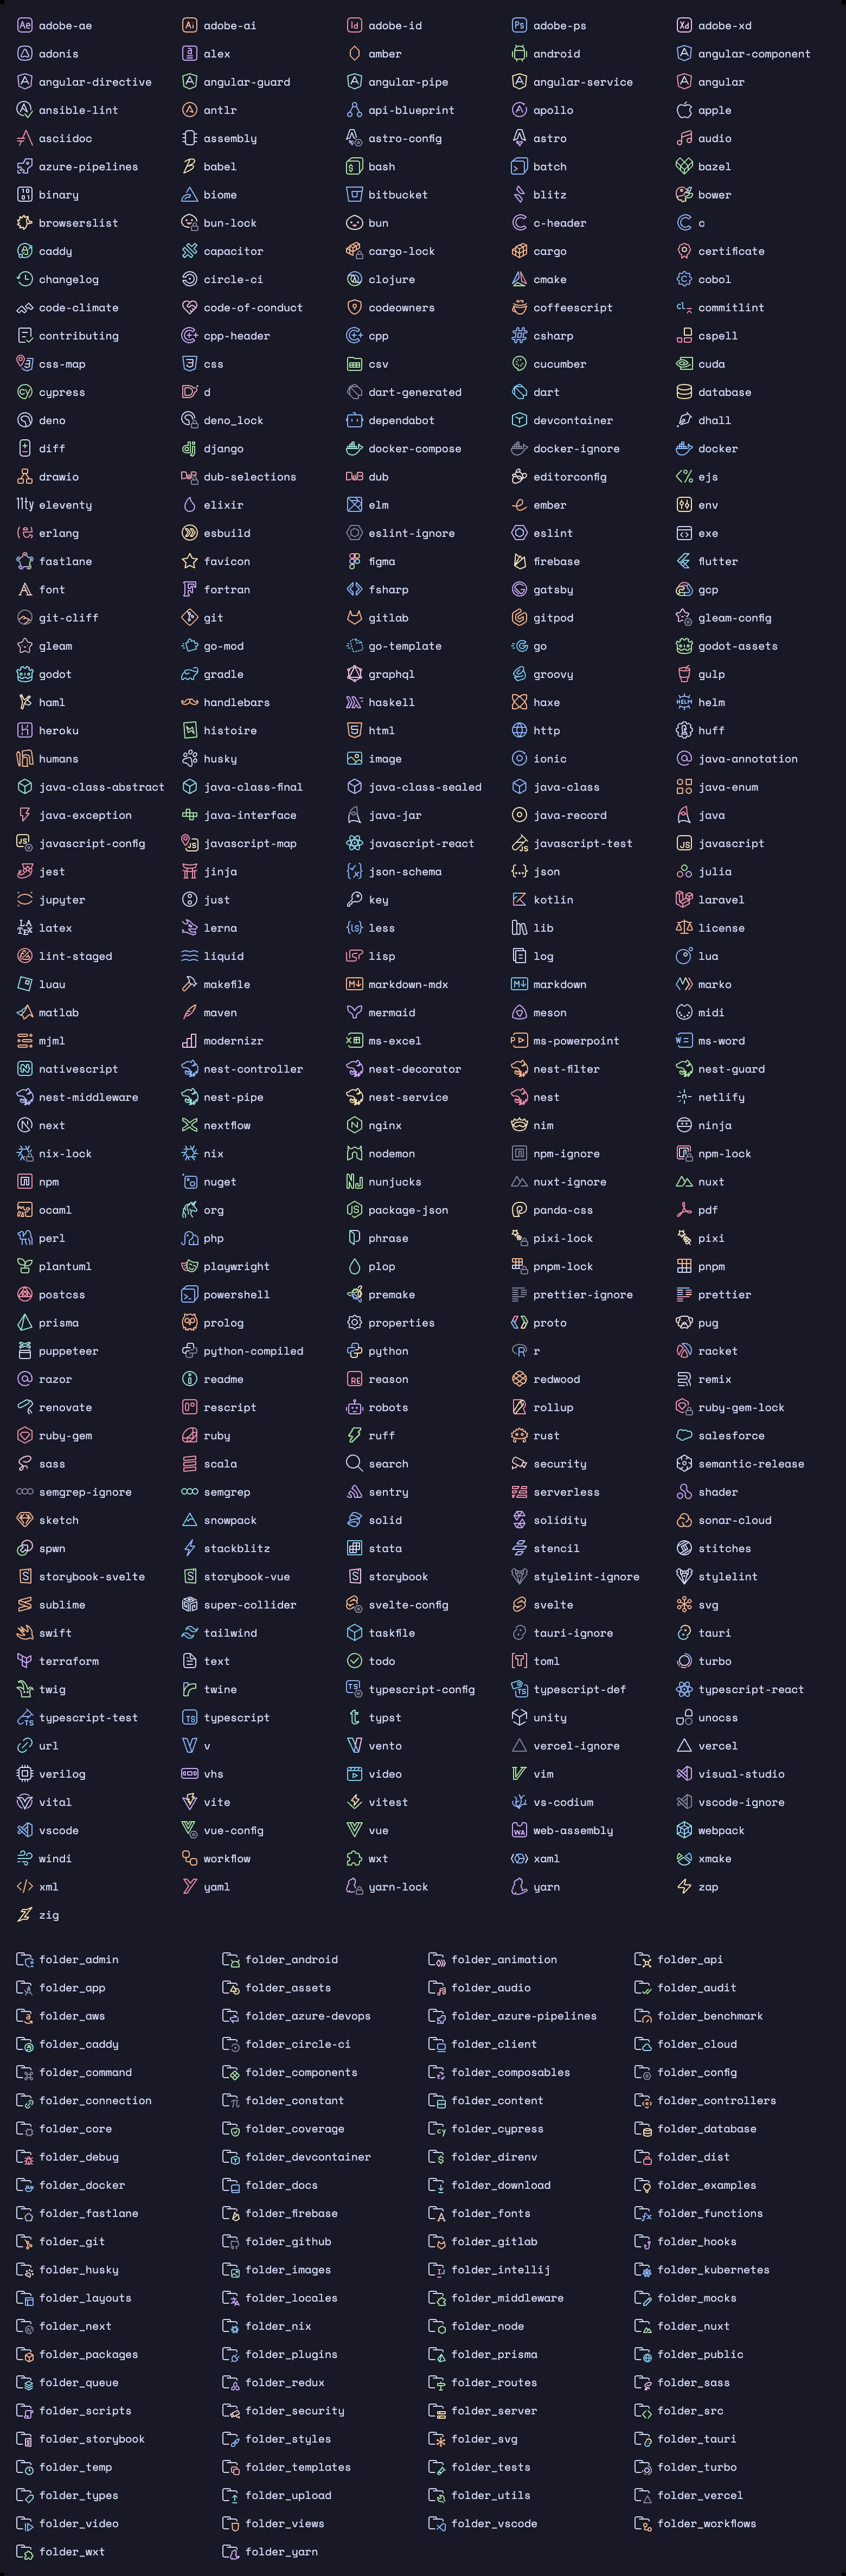 adobe-ae adobe-ai adobe-id adobe-ps adobe-xd
adonis alex amber android angular-component
angular-directive angular-guard angular-pipe angular-service angular
ansible-lint antlr api-blueprint apollo apple
asciidoc assembly astro-config astro audio
azure-pipelines babel bash batch bazel
binary biome bitbucket blitz bower
browserslist bun-lock bun c-header c
caddy capacitor cargo-lock cargo certificate
changelog circle-ci clojure cmake cobol
code-climate code-of-conduct codeowners coffeescript commitlint
contributing cpp-header cpp csharp cspell
css-map css csv cucumber cuda
cypress d dart-generated dart database
deno deno_lock dependabot devcontainer dhall
diff django docker-compose docker-ignore docker
drawio dub-selections dub editorconfig ejs
eleventy elixir elm ember env
erlang esbuild eslint-ignore eslint exe
fastlane favicon figma firebase flutter
font fortran fsharp gatsby gcp
git-cliff git gitlab gitpod gleam-config
gleam go-mod go-template go godot-assets
godot gradle graphql groovy gulp
haml handlebars haskell haxe helm
heroku histoire html http huff
humans husky image ionic java-annotation
java-class-abstract java-class-final java-class-sealed java-class java-enum
java-exception java-interface java-jar java-record java
javascript-config javascript-map javascript-react javascript-test javascript
jest jinja json-schema json julia
jupyter just key kotlin laravel
latex lerna less lib license
lint-staged liquid lisp log lua
luau makefile markdown-mdx markdown marko
matlab maven mermaid meson midi
mjml modernizr ms-excel ms-powerpoint ms-word
nativescript nest-controller nest-decorator nest-filter nest-guard
nest-middleware nest-pipe nest-service nest netlify
next nextflow nginx nim ninja
nix-lock nix nodemon npm-ignore npm-lock
npm nuget nunjucks nuxt-ignore nuxt
ocaml org package-json panda-css pdf
perl php phrase pixi-lock pixi
plantuml playwright plop pnpm-lock pnpm
postcss powershell premake prettier-ignore prettier
prisma prolog properties proto pug
puppeteer python-compiled python r racket
razor readme reason redwood remix
renovate rescript robots rollup ruby-gem-lock
ruby-gem ruby ruff rust salesforce
sass scala search security semantic-release
semgrep-ignore semgrep sentry serverless shader
sketch snowpack solid solidity sonar-cloud
spwn stackblitz stata stencil stitches
storybook-svelte storybook-vue storybook stylelint-ignore stylelint
sublime super-collider svelte-config svelte svg
swift tailwind taskfile tauri-ignore tauri
terraform text todo toml turbo
twig twine typescript-config typescript-def typescript-react
typescript-test typescript typst unity unocss
url v vento vercel-ignore vercel
verilog vhs video vim visual-studio
vital vite vitest vs-codium vscode-ignore
vscode vue-config vue web-assembly webpack
windi workflow wxt xaml xmake
xml yaml yarn-lock yarn zap
zig
folder_admin folder_android folder_animation folder_api
folder_app folder_assets folder_audio folder_audit
folder_aws folder_azure-devops folder_azure-pipelines folder_benchmark
folder_caddy folder_circle-ci folder_client folder_cloud
folder_command folder_components folder_composables folder_config
folder_connection folder_constant folder_content folder_controllers
folder_core folder_coverage folder_cypress folder_database
folder_debug folder_devcontainer folder_direnv folder_dist
folder_docker folder_docs folder_download folder_examples
folder_fastlane folder_firebase folder_fonts folder_functions
folder_git folder_github folder_gitlab folder_hooks
folder_husky folder_images folder_intellij folder_kubernetes
folder_layouts folder_locales folder_middleware folder_mocks
folder_next folder_nix folder_node folder_nuxt
folder_packages folder_plugins folder_prisma folder_public
folder_queue folder_redux folder_routes folder_sass
folder_scripts folder_security folder_server folder_src
folder_storybook folder_styles folder_svg folder_tauri
folder_temp folder_templates folder_tests folder_turbo
folder_types folder_upload folder_utils folder_vercel
folder_video folder_views folder_vscode folder_workflows
folder_wxt folder_yarn